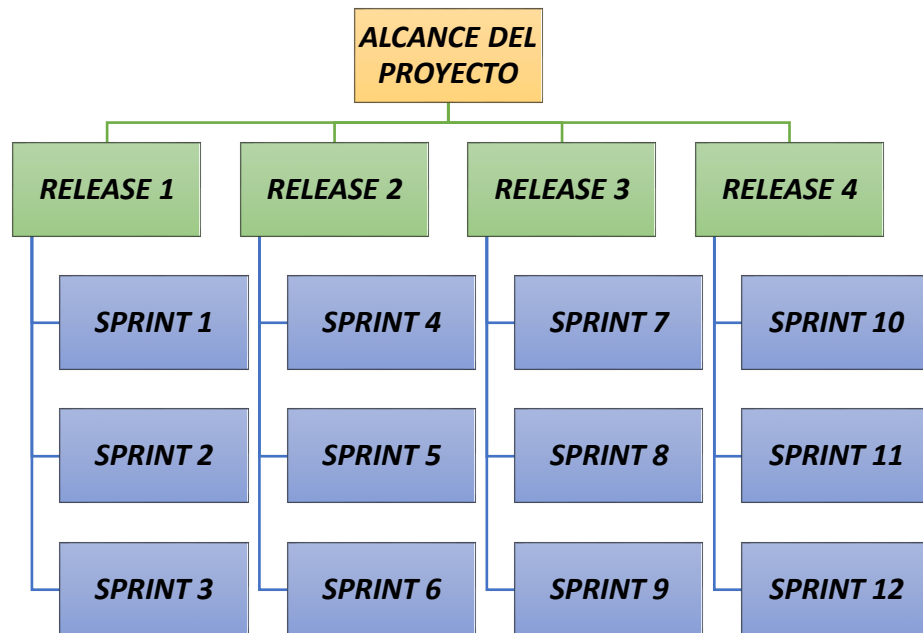 ALCANCE DEL
PROYECTO
RELEASE 1
RELEASE 2
RELEASE 3
RELEASE 4
SPRINT 1
SPRINT 4
SPRINT 7
SPRINT 10
SPRINT 2
SPRINT 5
SPRINT 8
SPRINT 11
SPRINT 3
SPRINT 6
SPRINT 9
SPRINT 12